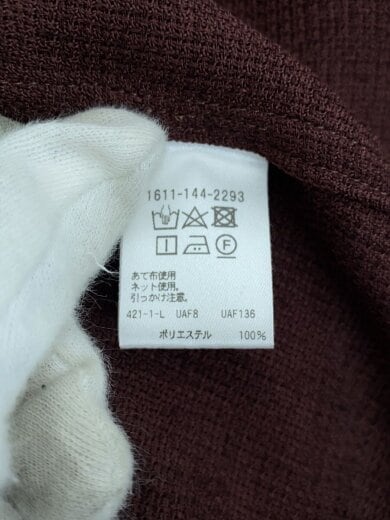 1611-144-2293
あて布使用
ネット使用。
引っかけ注意。
421-1-L UAF8 UAF136
ポリエステル 100%